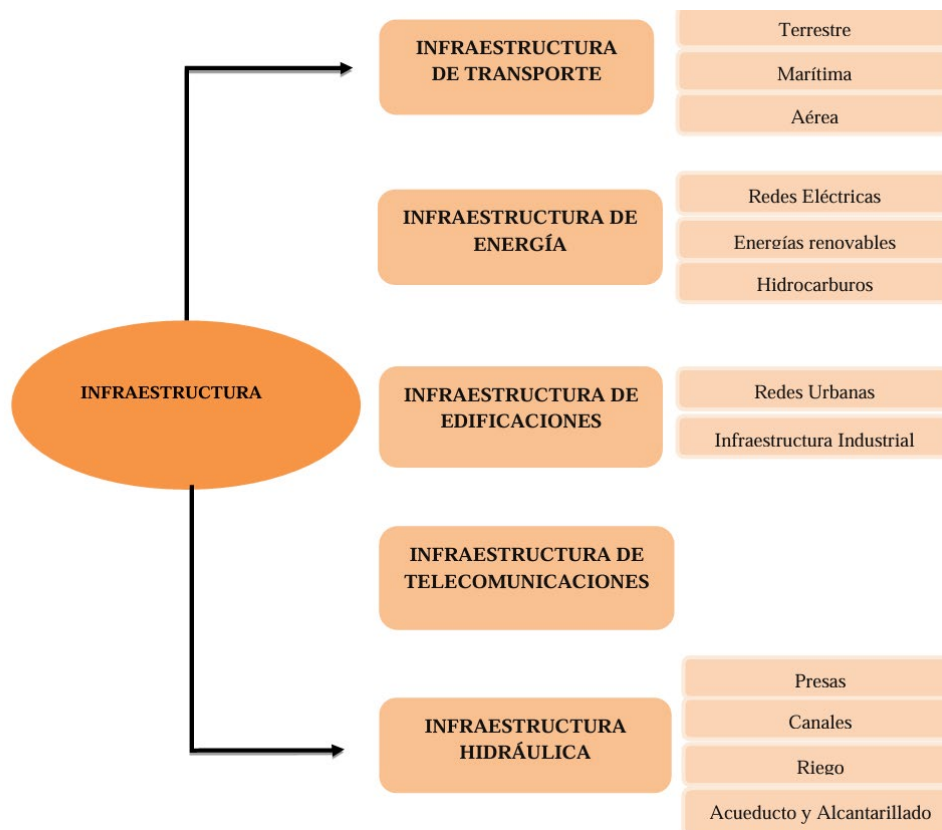 INFRAESTRUCTURA
INFRAESTRUCTURA
DE TRANSPORTE
Terrestre
Marítima
Aérea
INFRAESTRUCTURA DE
ENERGÍA
Redes Eléctricas
Energías renovables
Hidrocarburos
INFRAESTRUCTURA DE
EDIFICACIONES
Redes Urbanas
Infraestructura Industrial
INFRAESTRUCTURA DE
TELECOMUNICACIONES
INFRAESTRUCTURA
HIDRÁULICA
Presas
Canales
Riego
Acueducto y Alcantarillado